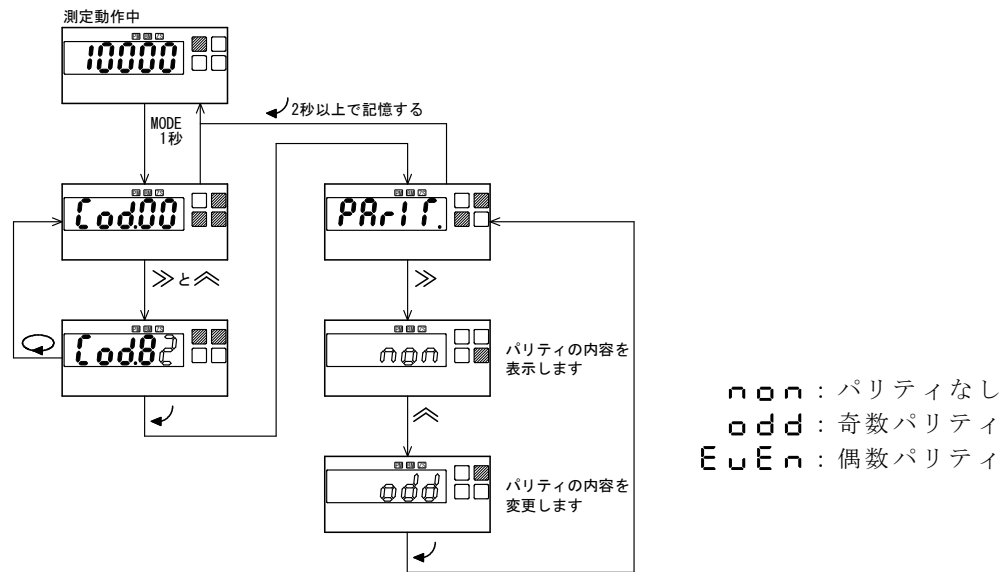 測定動作中
10000
MODE
1秒
2秒以上で記憶する
Cod.00
PArIT.
≫と︽
≫
Cod.82
non
パリティの内容を
表示します
︽
odd
パリティの内容を
変更します
non：パリティなし
odd：奇数パリティ
EvEn：偶数パリティ